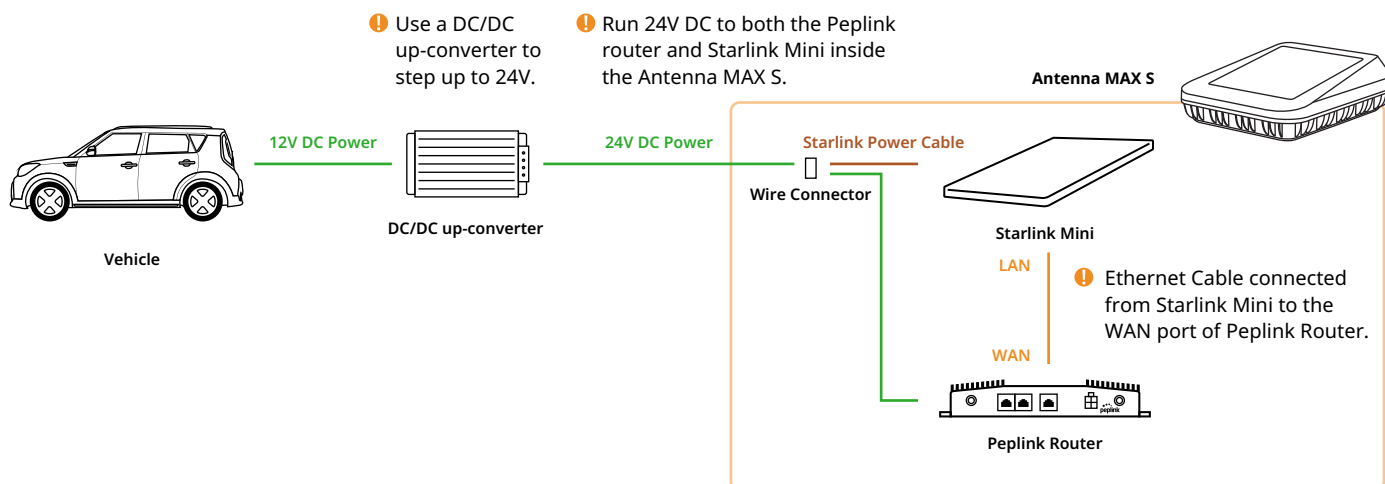 Use a DC/DC
up-converter to
step up to 24V.
Run 24V DC to both the Peplink
router and Starlink Mini inside
the Antenna MAX S.
Antenna MAX S
12V DC Power
24V DC Power
Starlink Power Cable
Wire Connector
DC/DC up-converter
Vehicle
Starlink Mini
LAN
Ethernet Cable connected
from Starlink Mini to the
WAN port of Peplink Router.
WAN
peplink
Peplink Router